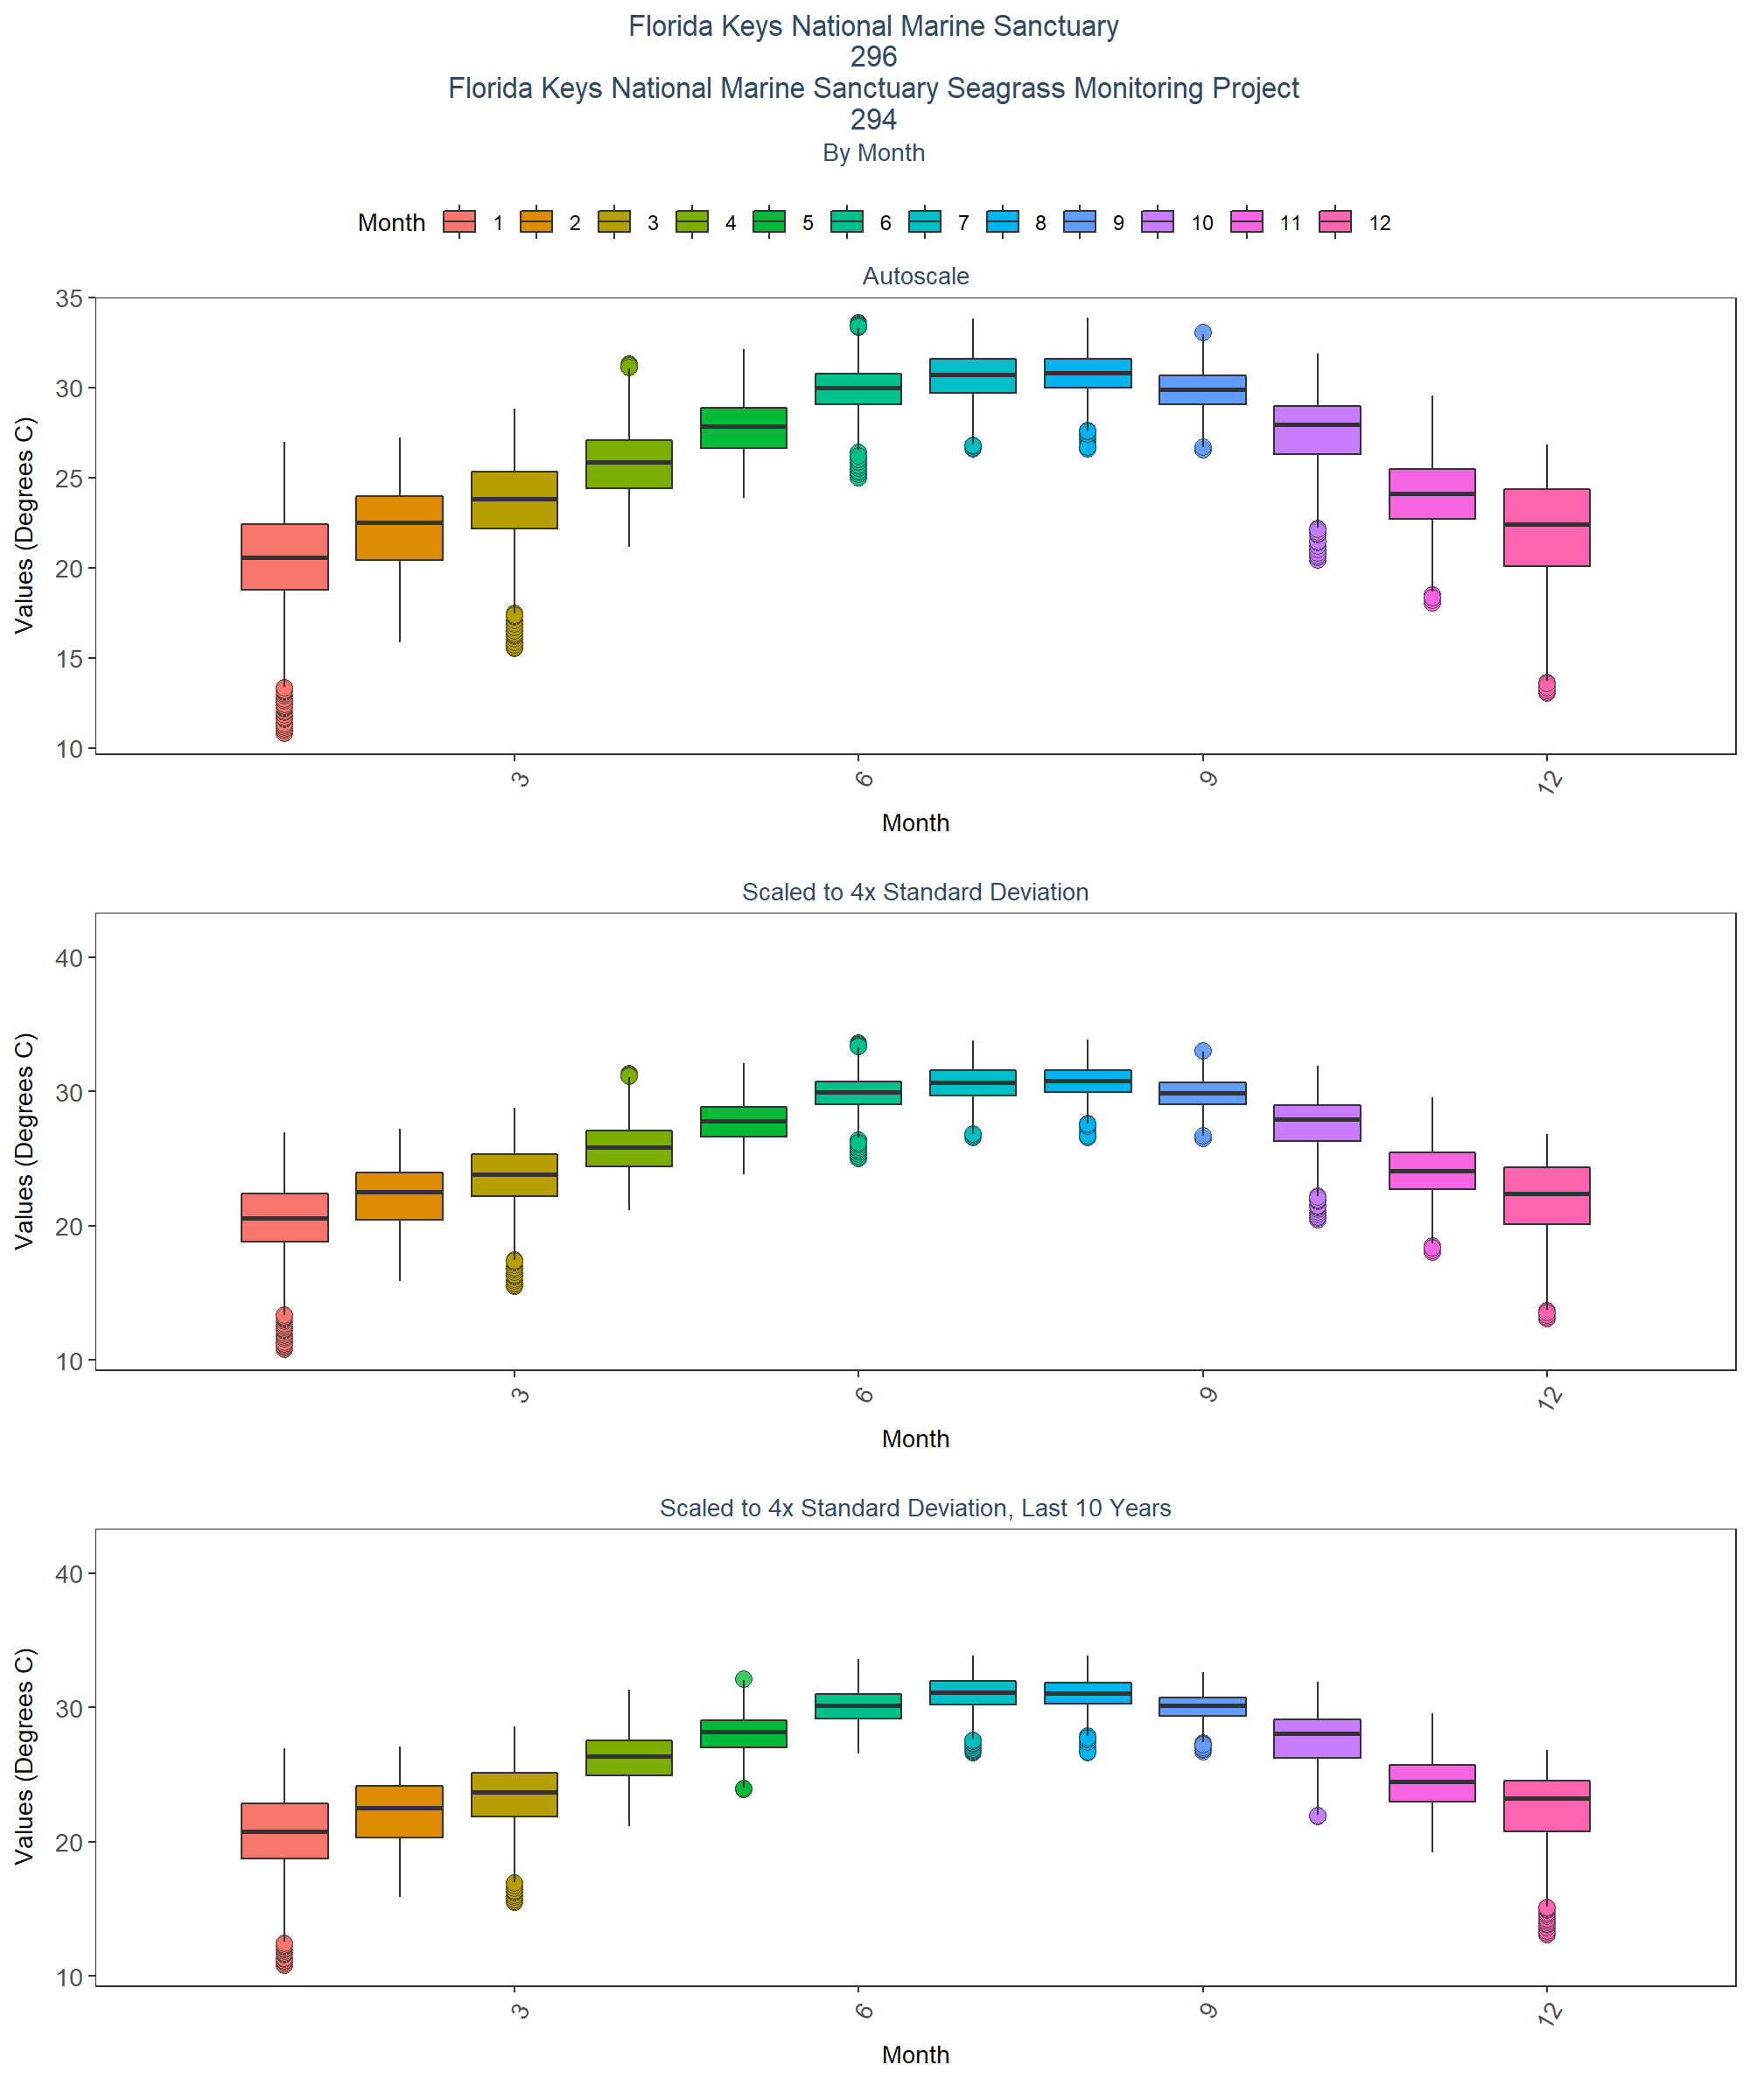 Florida Keys National Marine Sanctuary
296
Florida Keys National Marine Sanctuary Seagrass Monitoring Project
294
By Month
Month 1 2 3 4 5 6 7 8 9 10 11 12
Autoscale
Values (Degrees C)
35
30
25
20
15
10
3 6 9 12
Month
Scaled to 4x Standard Deviation
Values (Degrees C)
40
30
20
10
3 6 9 12
Month
Scaled to 4x Standard Deviation, Last 10 Years
Values (Degrees C)
40
30
20
10
3 6 9 12
Month